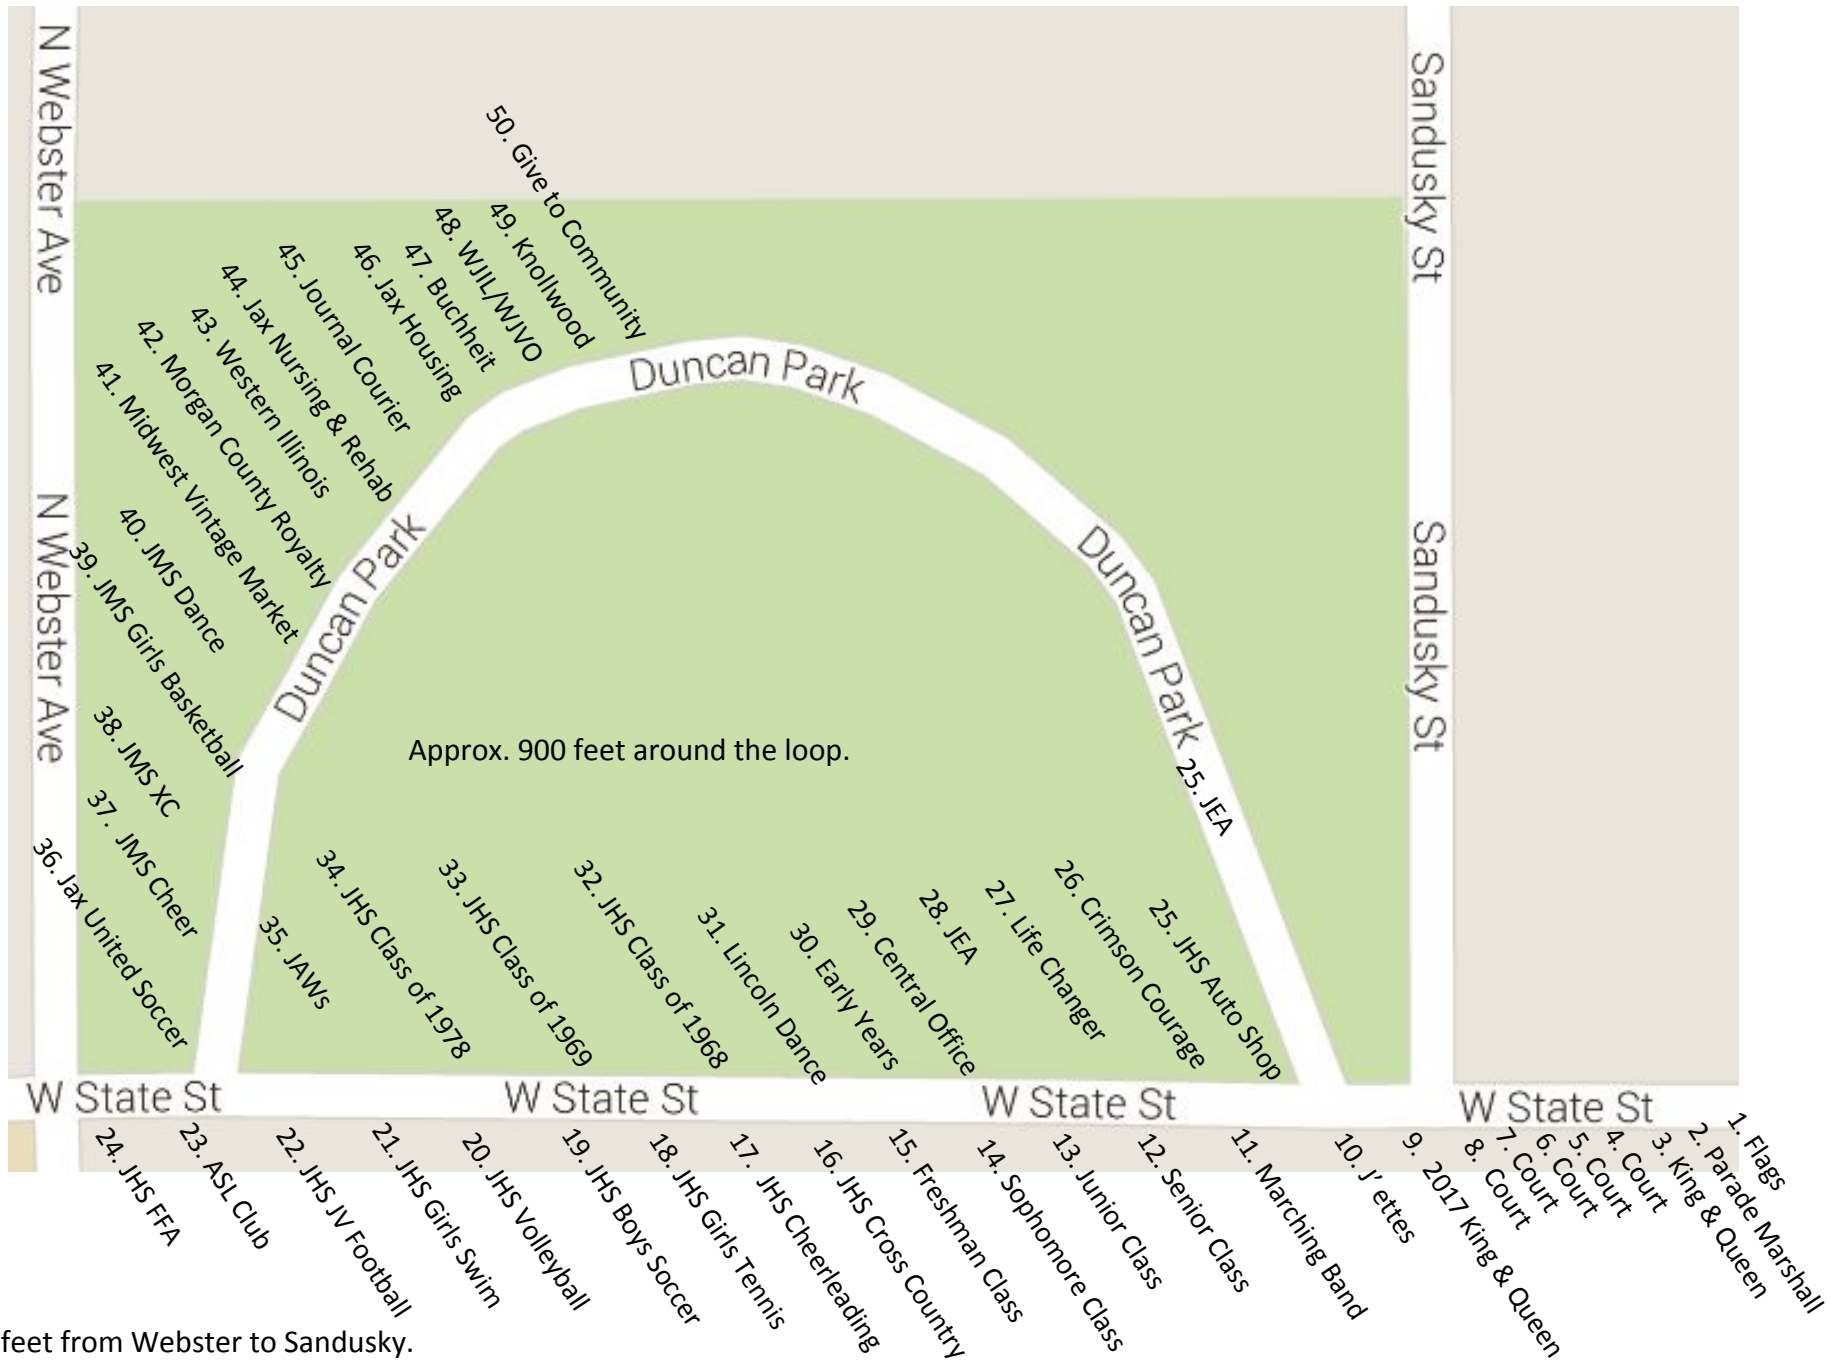 N Webster Ave
Sandusky St
50. Give to Community
49. Knollwood
48. WJIL/WJVO
47. Buchheit
46. Jax Housing
45. Journal Courier
44. Jax Nursing & Rehab
43. Western Illinois
42. Morgan County Royalty
41. Midwest Vintage Market
40. JMS Dance
39. JMS Girls Basketball
38. JMS XC
37. JMS Cheer
36. Jax United Soccer
N Webster Ave
Sandusky St
Duncan Park
Duncan Park
Duncan Park
Approx. 900 feet around the loop.
25. JEA
35. JAWs
34. JHS Class of 1978
33. JHS Class of 1969
32. JHS Class of 1968
31. Lincoln Dance
30. Early Years
29. Central Office
28. JEA
27. Life Changer
26. Crimson Courage
25. JHS Auto Shop
W State St
W State St
W State St
W State St
24. JHS FFA
23. ASL Club
22. JHS JV Football
21. JHS Girls Swim
20. JHS Volleyball
19. JHS Boys Soccer
18. JHS Girls Tennis
17. JHS Cheerleading
16. JHS Cross Country
15. Freshman Class
14. Sophomore Class
13. Junior Class
12. Senior Class
11. Marching Band
10. J' ettes
9. 2017 King & Queen
8. Court
7. Court
6. Court
5. Court
4. Court
3. King & Queen
2. Parade Marshall
1. Flags
feet from Webster to Sandusky.